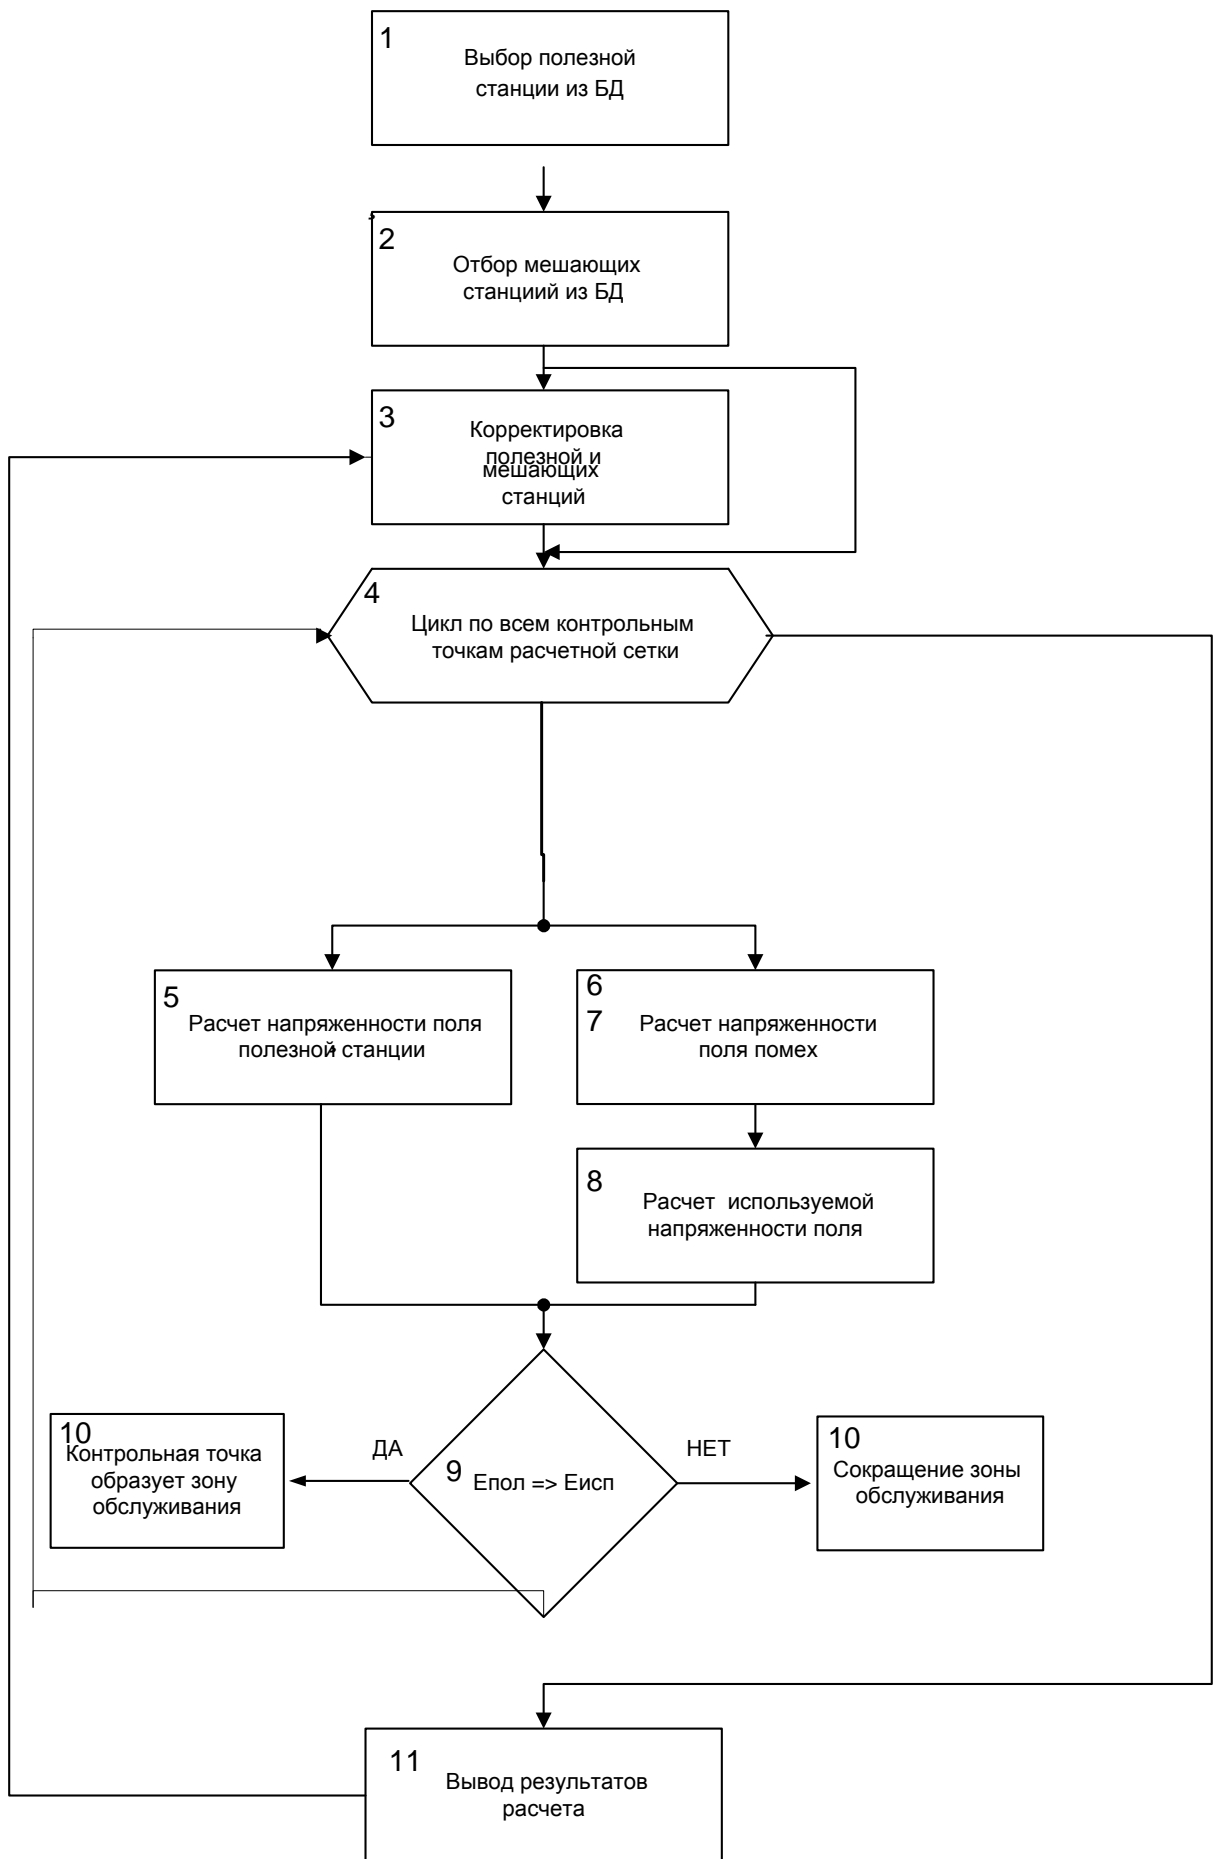 1
Выбор полезной
станции из БД
2
Отбор мешающих
станциий из БД
3
Корректировка
полезной и
мешающих
станций
4
Цикл по всем контрольным
точкам расчетной сетки
5
Расчет напряженности поля
полезной станции
6
7
Расчет напряженности
поля помех
8
Расчет используемой
напряженности поля
10
Контрольная точка
образует зону
обслуживания
ДА
9
Епол => Еисп
НЕТ
10
Сокращение зоны
обслуживания
11
Вывод результатов
расчета